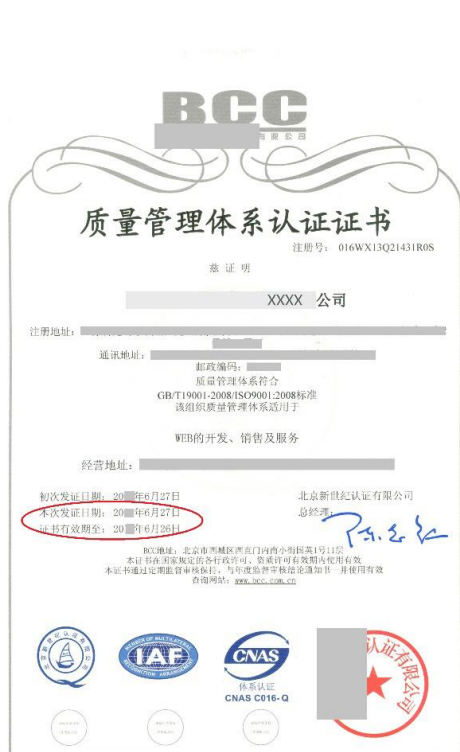 BCC
有限公司
质量管理体系认证证书
注册号: 016WX13Q21431R0S
兹证明
XXXX 公司
注册地址:
通讯地址:
邮政编码:
质量管理体系符合
GB/T19001-2008/ISO9001:2008标准
该组织质量管理体系适用于
WEB的开发、销售及服务
经营地址:
初次发证日期: 20 年6月27日
本次发证日期: 20 年6月27日
证书有效期至: 20 年6月26日
北京新世纪认证有限公司
总经理:
BCC地址: 北京市西城区西直门内南小街国英1号11层
本证书在国家规定的各行政许可、资质许可有效期内使用有效
本证书通过定期监督审核保持, 与年度监督审核结论通知书一并使用有效
查询网站: www.bcc.com.cn
MEMBER OF MULTILATERAL
IAF
RECOGNITION ARRANGEMENT
CNAS
体系认证
CNAS C016-Q
认证有限公司